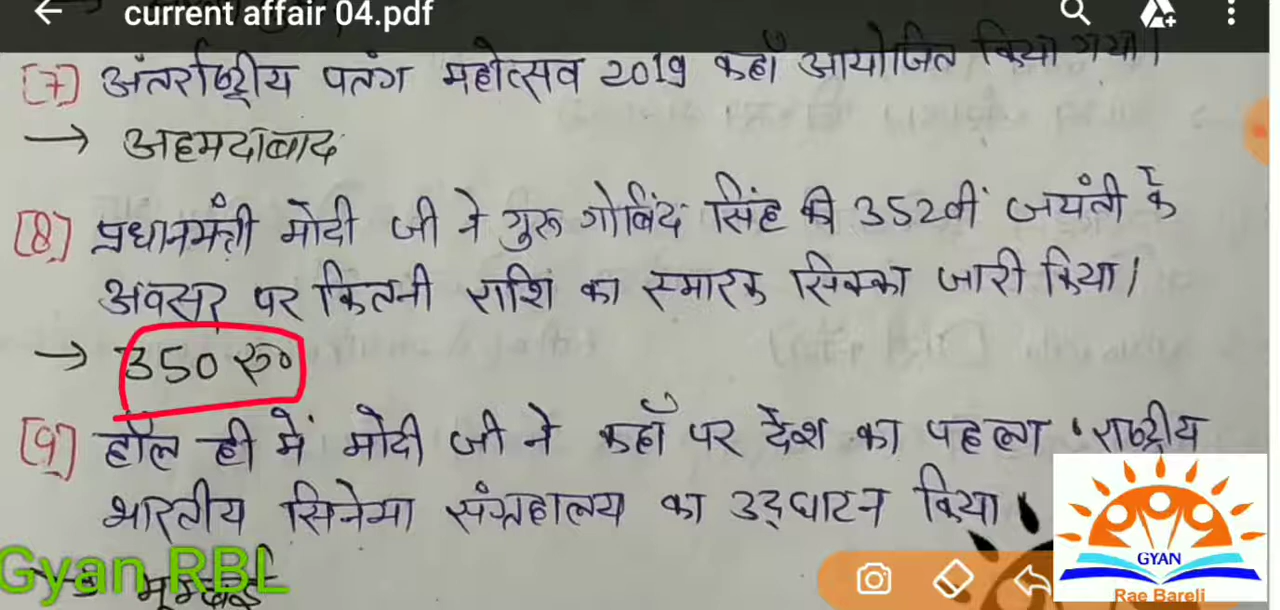 current affair 04.pdf
[7] अंतर्राष्ट्रीय पतंग महोत्सव 2019 कहाँ आयोजित किया गया।
→ अहमदाबाद
[8] प्रधानमंत्री मोदी जी ने गुरु गोबिंद सिंह की 352वीं जयंती के
अवसर पर कितनी राशि का स्मारक सिक्का जारी किया।
→ 350 रु०
[9] हॉल ही में मोदी जी ने कहाँ पर देश का पहला 'राष्ट्रीय
भारतीय सिनेमा संग्रहालय का उद्घाटन किया
→ मुम्बई
Gyan RBL
GYAN
Rae Bareli